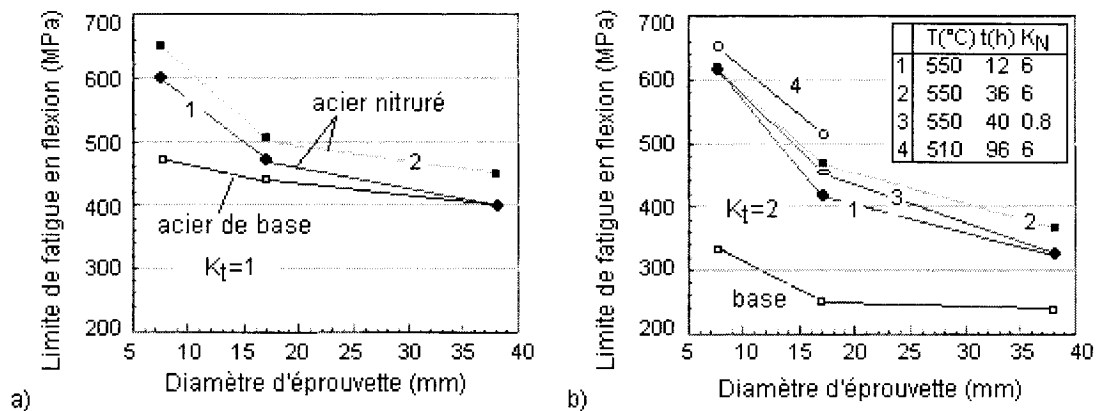 Limite de fatigue en flexion (MPa)
700
600
500
400
300
200
1
acier nitruré
2
acier de base
Kt=1
5 10 15 20 25 30 35 40
Diamètre d'éprouvette (mm)
a)
Limite de fatigue en flexion (MPa)
700
600
500
400
300
200
T(°C) t(h) KN
1 550 12 6
2 550 36 6
3 550 40 0.8
4 510 96 6
4
Kt=2
3
1
2
base
5 10 15 20 25 30 35 40
Diamètre d'éprouvette (mm)
b)